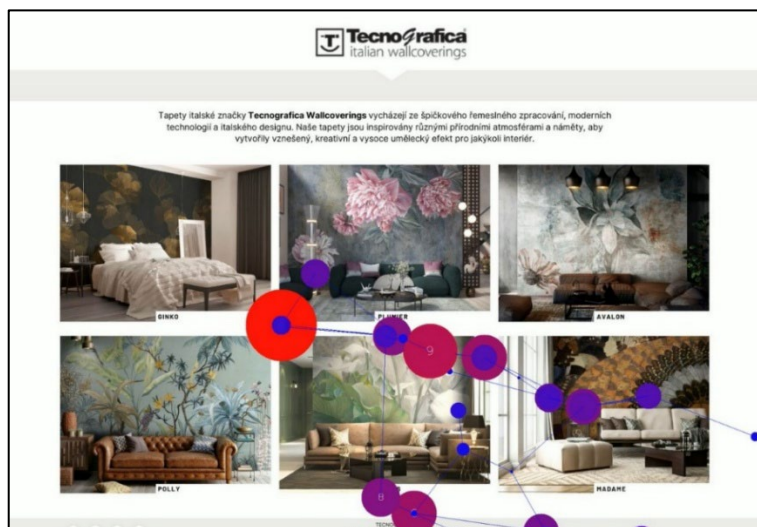 TecnoGrafica
italian wallcoverings
Tapety italské značky Tecnografica Wallcoverings vycházejí ze špičkového řemeslného zpracování, moderních
technologií a italského designu. Naše tapety jsou inspirovány různými přírodními atmosférami a náměty, aby
vytvořily vznešený, kreativní a vysoce umělecký efekt pro jakýkoli interiér.
GINKO
AVALON
9
POLLY
MADAME
8